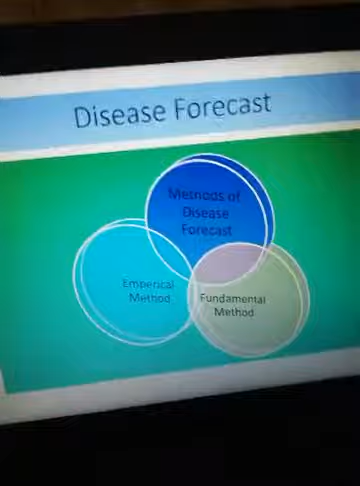 Disease Forecast
Methods of
Disease
Forecast
Emperical
Method
Fundamental
Method